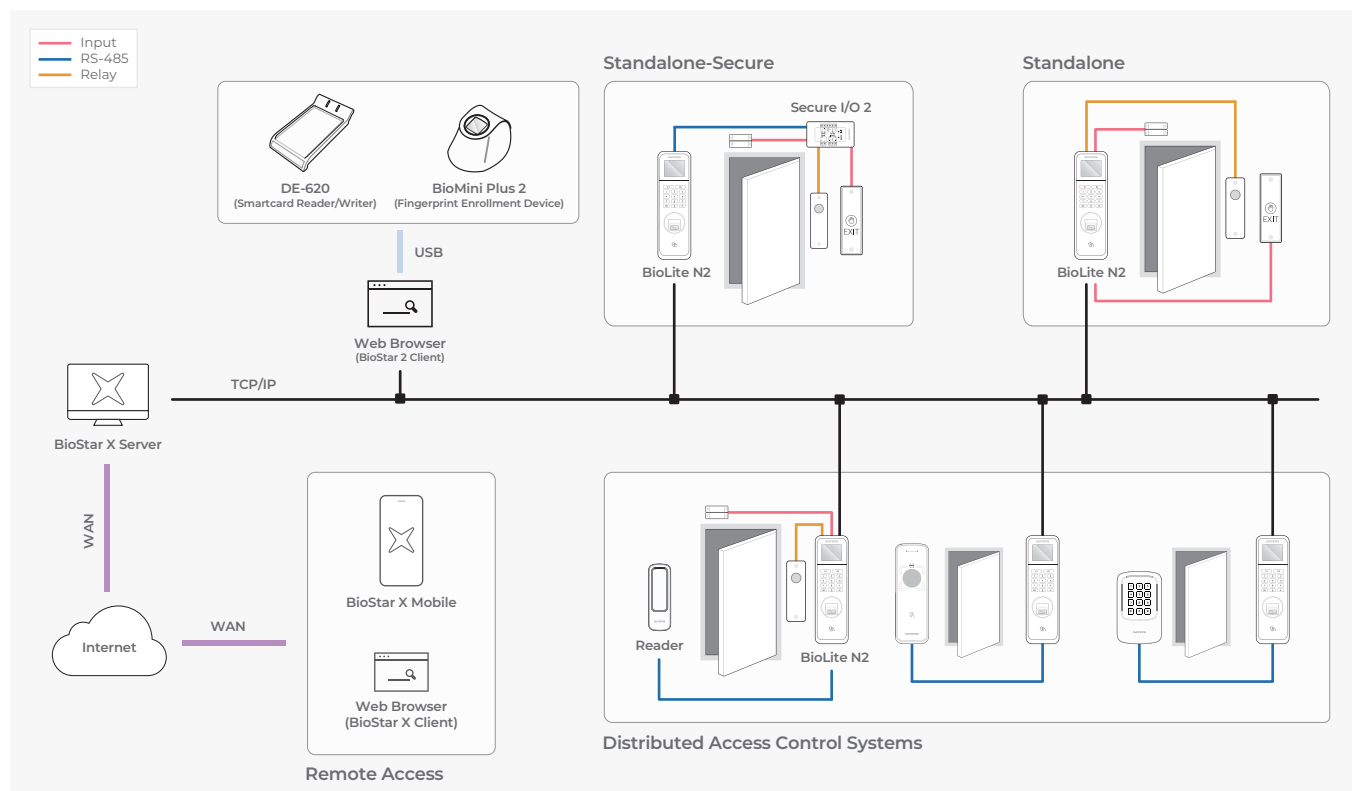 Input
RS-485
Relay
Standalone-Secure
Standalone
Secure I/O 2
DE-620
(Smartcard Reader/Writer)
BioMini Plus 2
(Fingerprint Enrollment Device)
EXIT
EXIT
USB
BioLite N2
BioLite N2
Web Browser
(BioStar 2 Client)
TCP/IP
BioStar X Server
WAN
BioStar X Mobile
WAN
Internet
Reader
BioLite N2
Web Browser
(BioStar X Client)
Distributed Access Control Systems
Remote Access